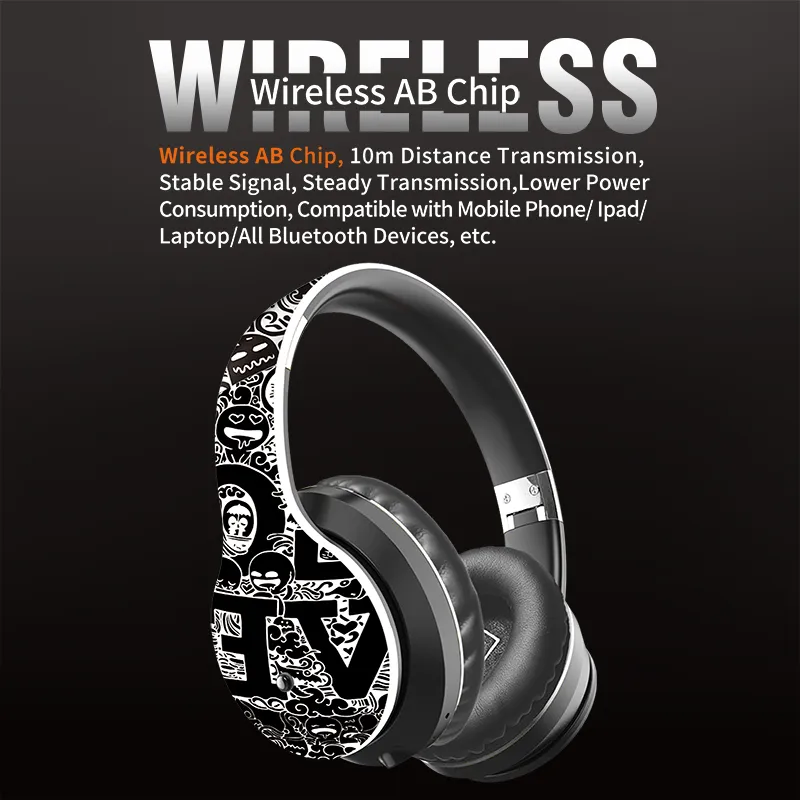 WIRELESS
Wireless AB Chip
Wireless AB Chip, 10m Distance Transmission,
Stable Signal, Steady Transmission,Lower Power
Consumption, Compatible with Mobile Phone/ Ipad/
Laptop/All Bluetooth Devices, etc.